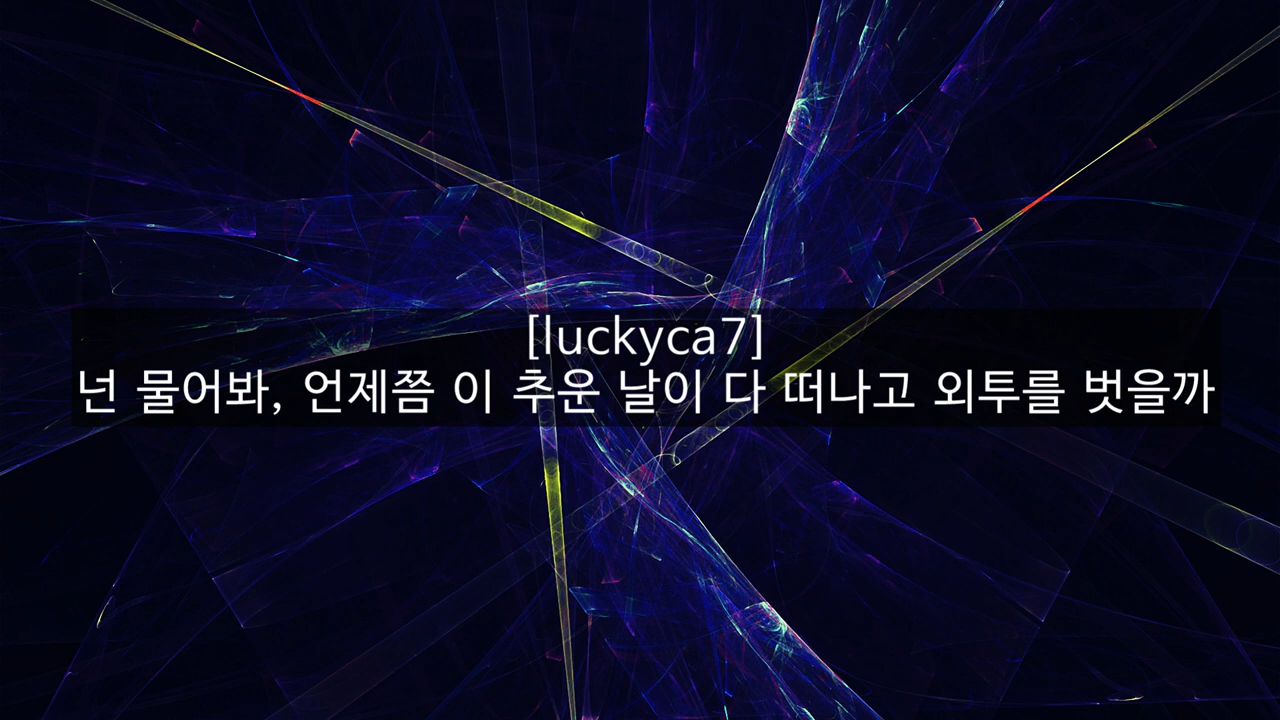 [luckyca7]
넌 물어봐, 언제쯤 이 추운 날이 다 떠나고 외투를 벗을까